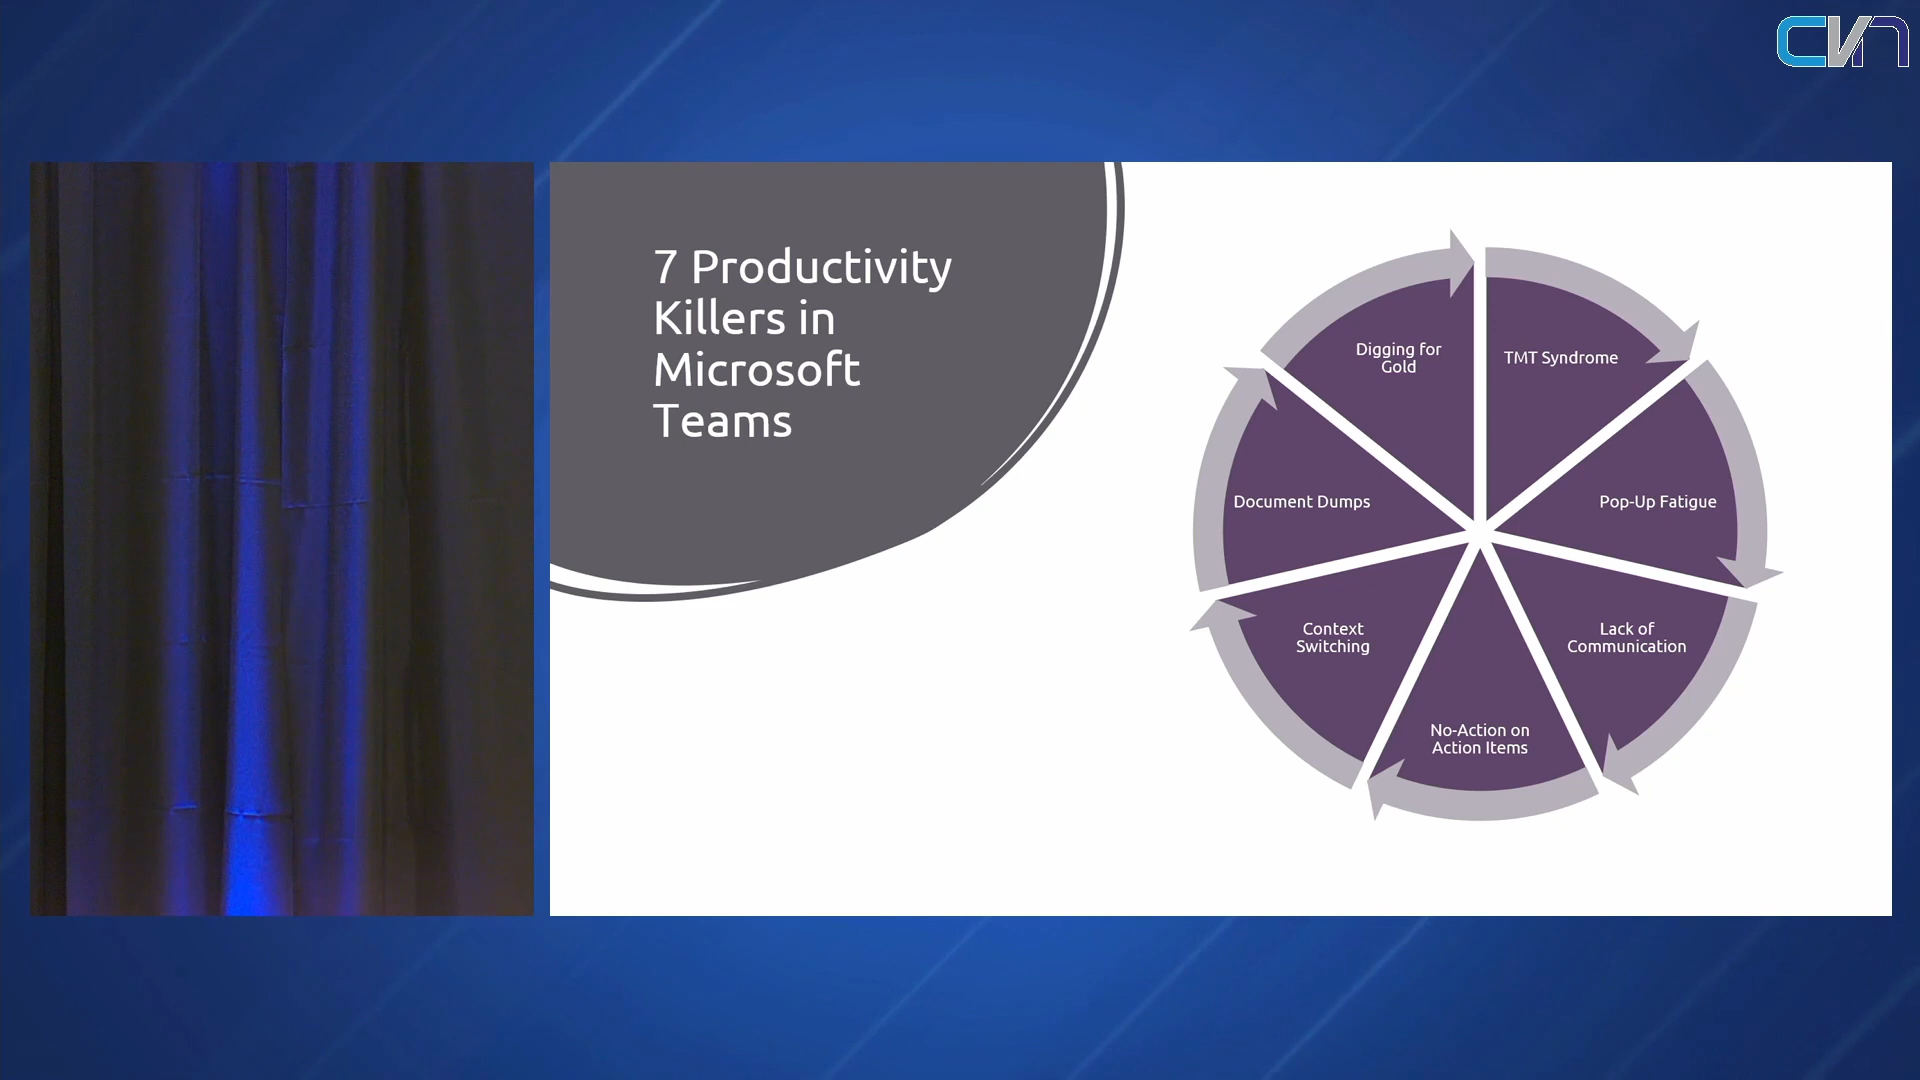 CVN
7 Productivity
Killers in
Microsoft
Teams
TMT Syndrome
Pop-Up Fatigue
Lack of
Communication
No-Action on
Action Items
Context
Switching
Document Dumps
Digging for
Gold